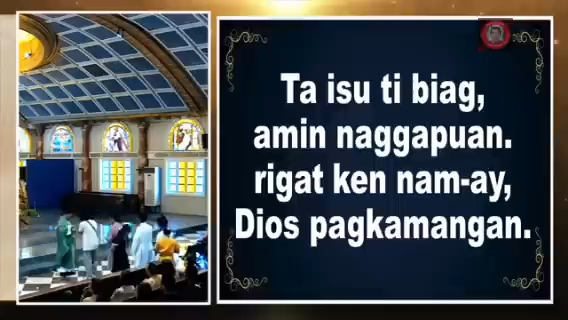 Ta isu ti biag,
amin naggapuan.
rigat ken nam-ay,
Dios pagkamangan.